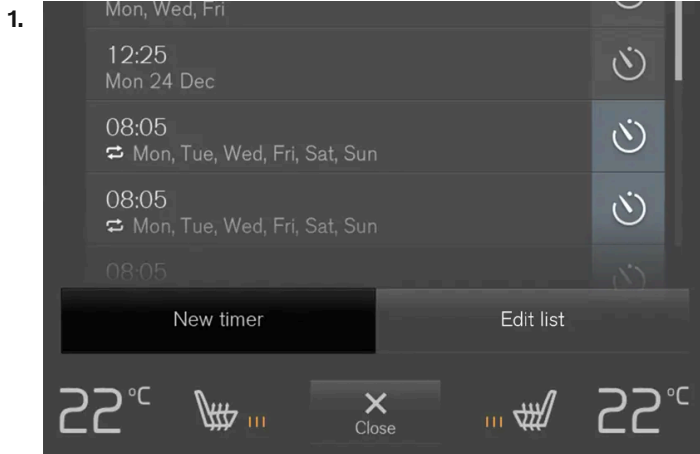 1.
Mon, Wed, Fri
12:25
Mon 24 Dec
08:05
Mon, Tue, Wed, Fri, Sat, Sun
08:05
Mon, Tue, Wed, Fri, Sat, Sun
08:05
New timer Edit list
22°C 22°C
Close